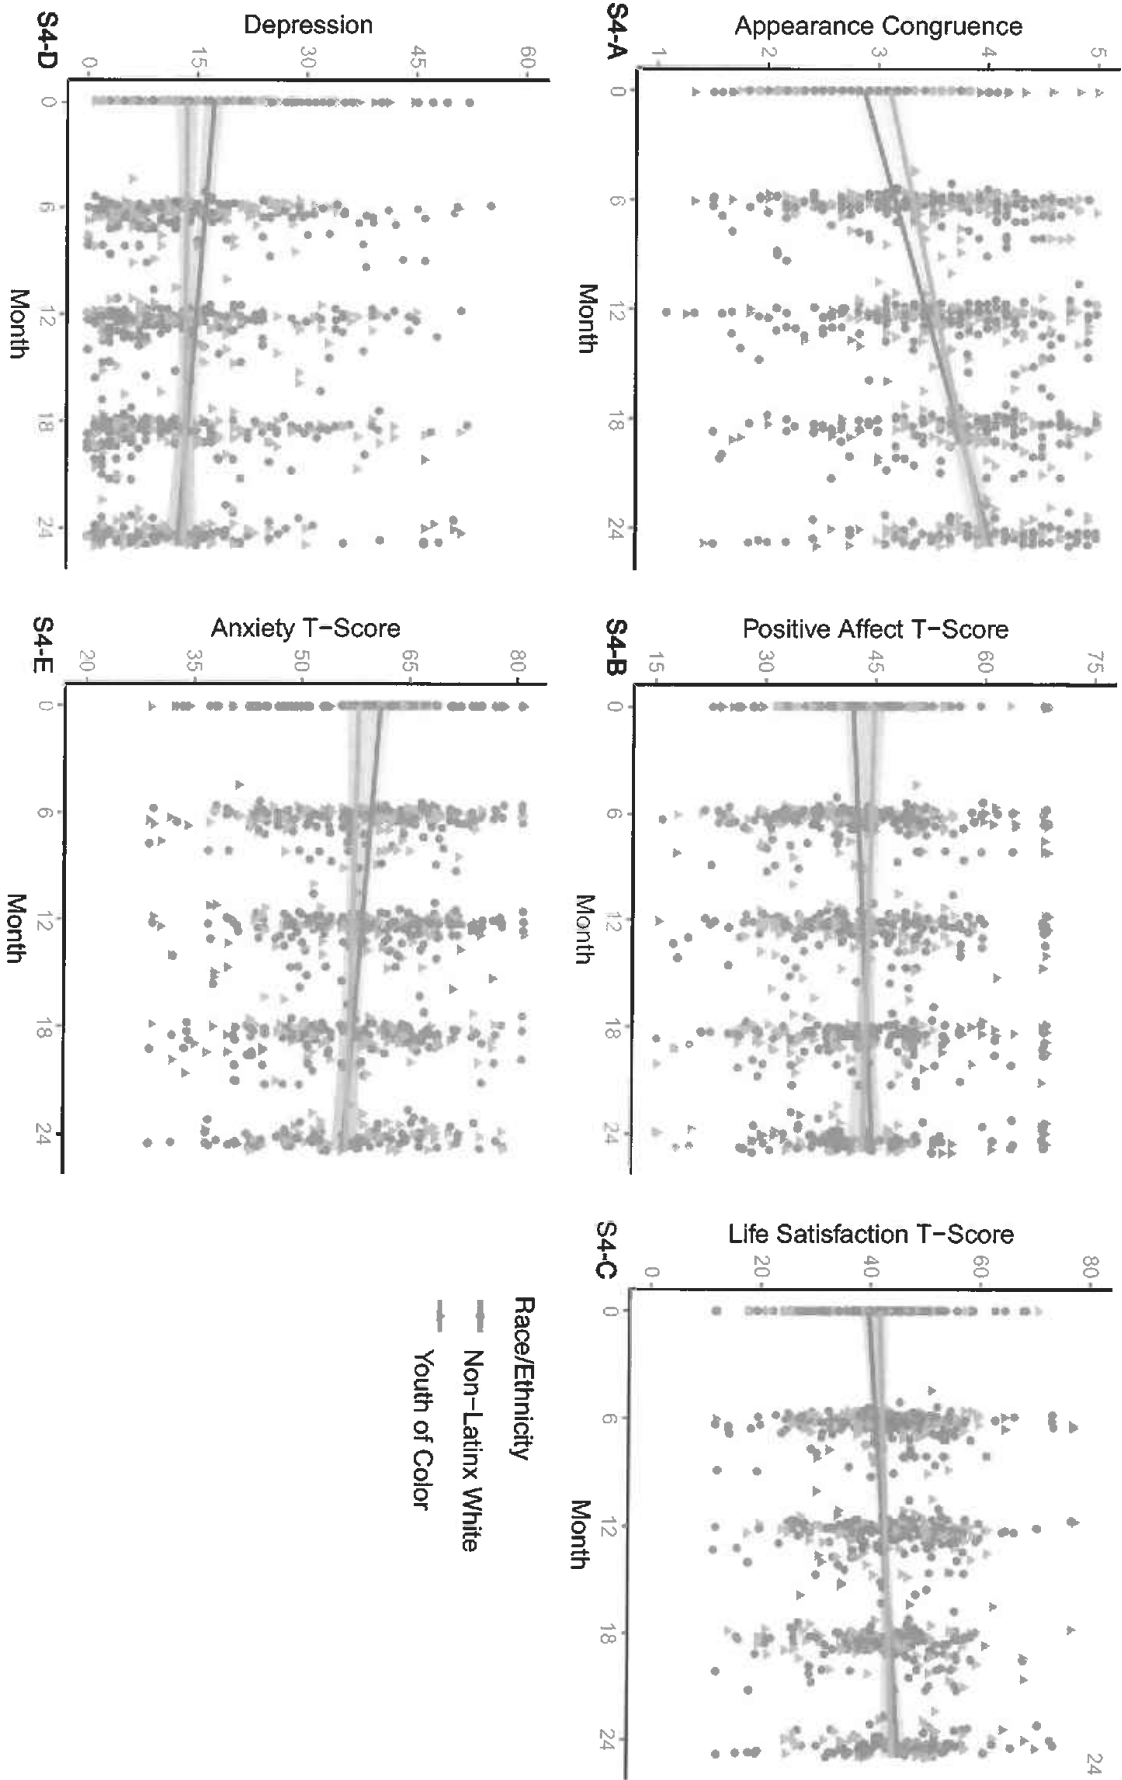 24
S4-A
Appearance Congruence
5
4
3
2
1
0
6
12
18
24
Month
S4-B
Positive Affect T−Score
75
60
45
30
15
0
6
12
18
24
Month
S4-C
Life Satisfaction T−Score
80
60
40
20
0
0
6
12
18
24
Month
S4-D
Depression
60
45
30
15
0
0
6
12
18
24
Month
S4-E
Anxiety T−Score
80
65
50
35
20
0
6
12
18
24
Month
Race/Ethnicity
Non−Latinx White
Youth of Color